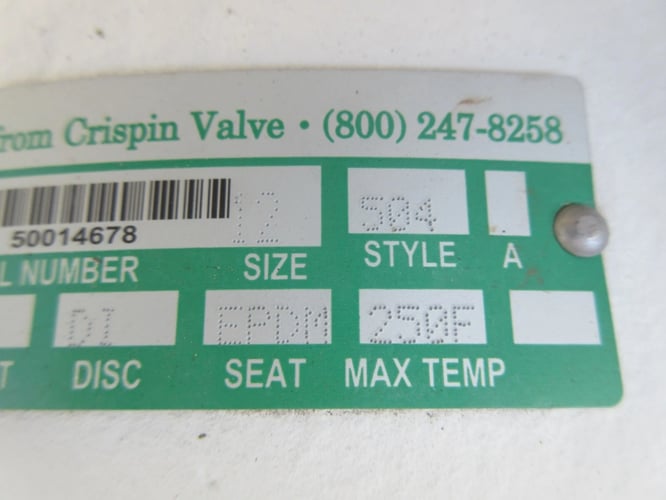 from Crispin Valve • (800) 247-8258
50014678 12 504 .
L NUMBER SIZE STYLE A
DI EPDM 250F
T DISC SEAT MAX TEMP